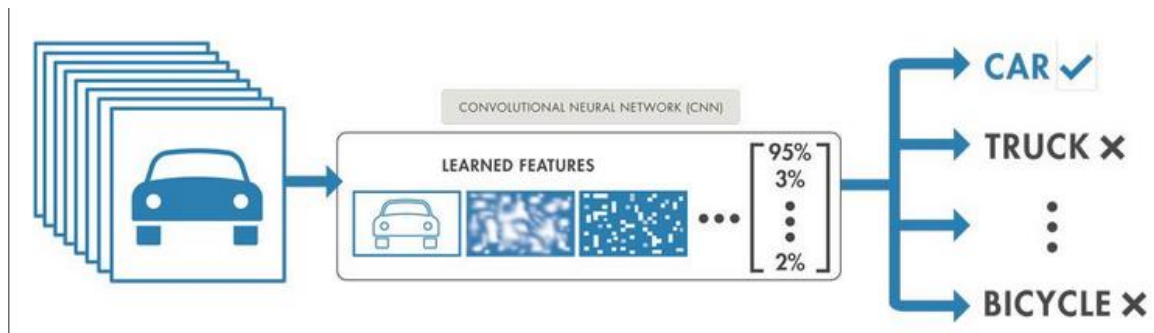 CONVOLUTIONAL NEURAL NETWORK (CNN)
LEARNED FEATURES
95%
3%
2%
CAR
TRUCK
BICYCLE